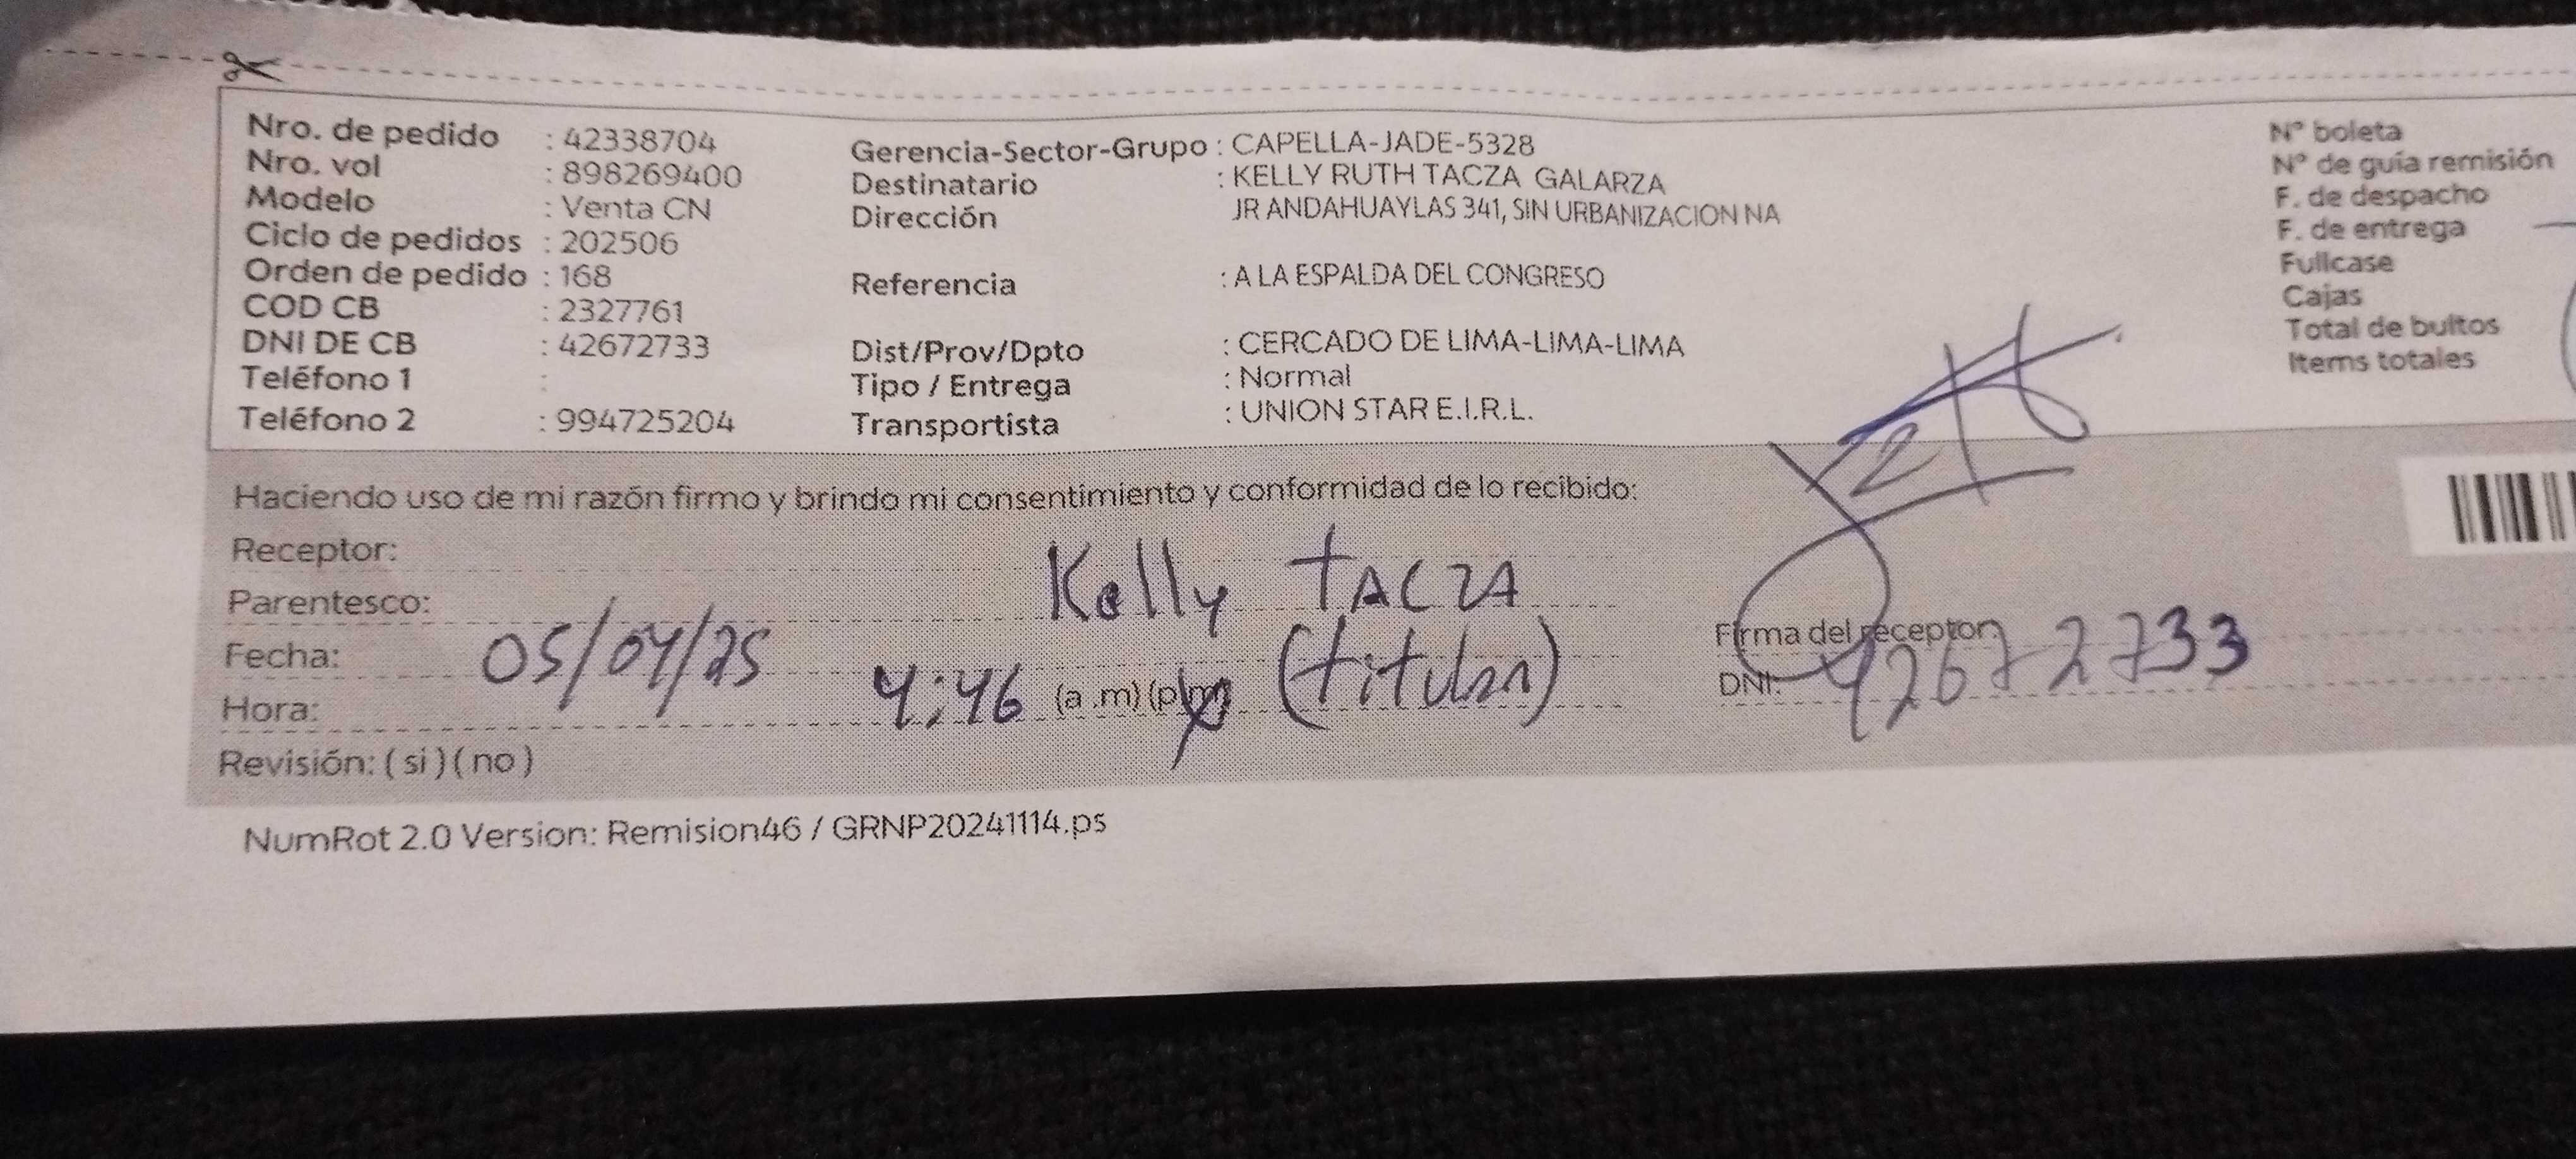 Nro. de pedido : 42338704
Nro. vol : 898269400
Modelo : Venta CN
Ciclo de pedidos : 202506
Orden de pedido : 168
COD CB : 2327761
DNI DE CB : 42672733
Teléfono 1 :
Teléfono 2 : 994725204
Gerencia-Sector-Grupo : CAPELLA-JADE-5328
Destinatario : KELLY RUTH TACZA GALARZA
Dirección JR ANDAHUAYLAS 341, SIN URBANIZACION NA
Referencia : A LA ESPALDA DEL CONGRESO
Dist/Prov/Dpto : CERCADO DE LIMA-LIMA-LIMA
Tipo / Entrega : Normal
Transportista : UNION STAR E.I.R.L.
N° boleta
N° de guía remisión
F. de despacho
F. de entrega
Fullcase
Cajas
Total de bultos
Items totales
Haciendo uso de mi razón firmo y brindo mi consentimiento y conformidad de lo recibido:
Receptor: Kelly TACZA
Parentesco: (titular)
Fecha: 05/04/25
Hora: 4:46 (a.m) (p.m)
Revisión: ( si ) ( no )
Firma del receptor:
DNI: 42672733
NumRot 2.0 Version: Remision46 / GRNP20241114.ps